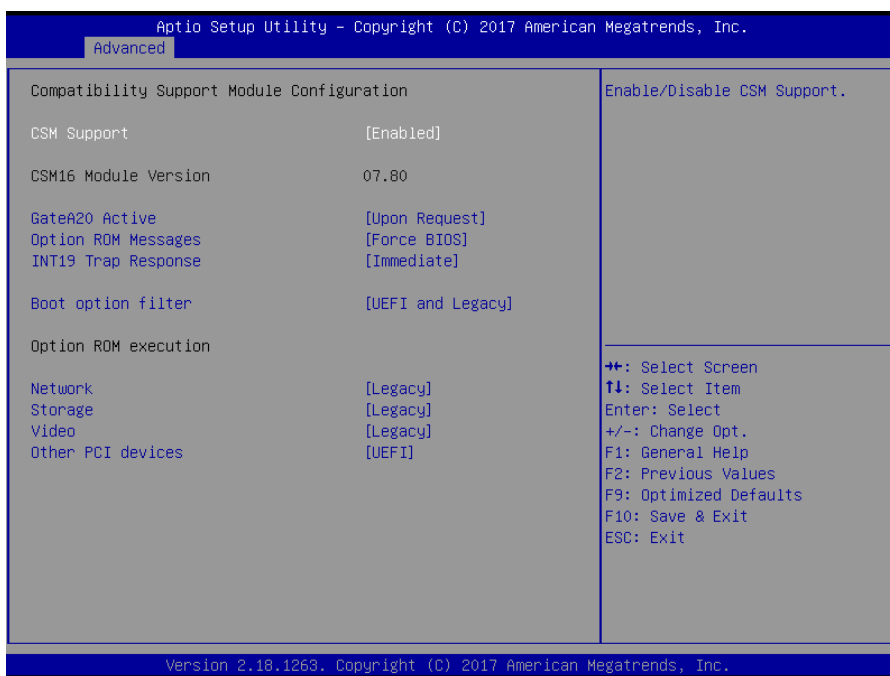 Aptio Setup Utility – Copyright (C) 2017 American Megatrends, Inc.
Advanced
Compatibility Support Module Configuration
CSM Support [Enabled]
CSM16 Module Version 07.80
GateA20 Active [Upon Request]
Option ROM Messages [Force BIOS]
INT19 Trap Response [Immediate]
Boot option filter [UEFI and Legacy]
Option ROM execution
Network [Legacy]
Storage [Legacy]
Video [Legacy]
Other PCI devices [UEFI]
Enable/Disable CSM Support.
→←: Select Screen
↑↓: Select Item
Enter: Select
+/-: Change Opt.
F1: General Help
F2: Previous Values
F9: Optimized Defaults
F10: Save & Exit
ESC: Exit
Version 2.18.1263. Copyright (C) 2017 American Megatrends, Inc.